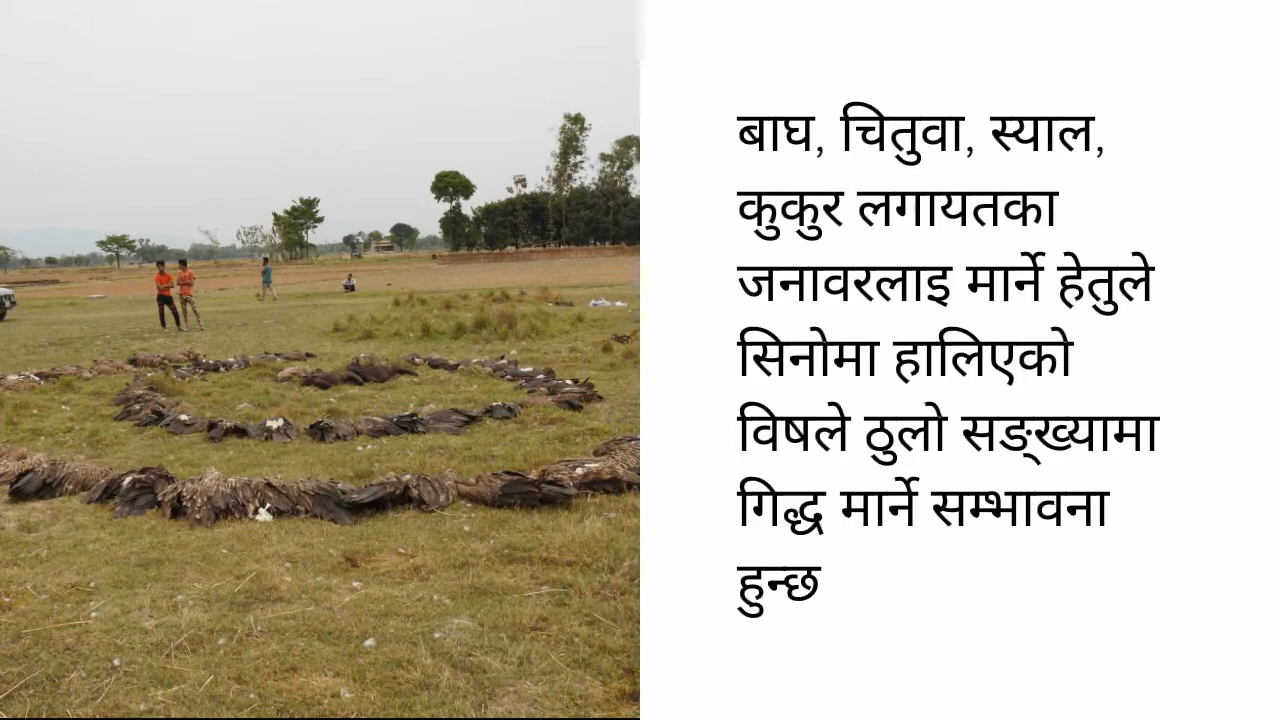 बाघ, चितुवा, स्याल,
कुकुर लगायतका
जनावरलाइ मार्ने हेतुले
सिनोमा हालिएको
विषले ठुलो सङ्ख्यामा
गिद्ध मार्ने सम्भावना
हुन्छ